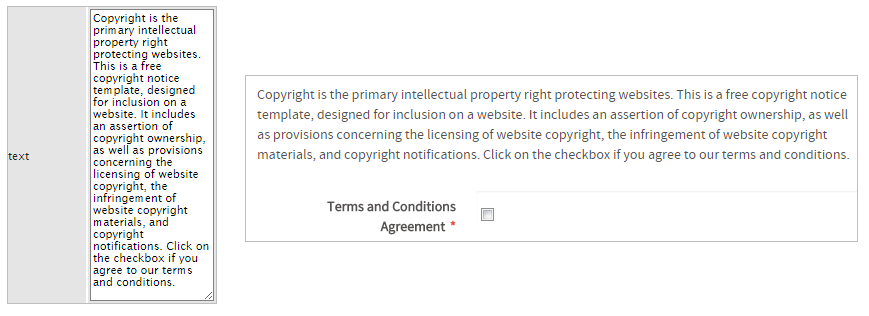 text
Copyright is the
primary intellectual
property right
protecting websites.
This is a free
copyright notice
template, designed
for inclusion on a
website. It includes
an assertion of
copyright ownership,
as well as provisions
concerning the
licensing of website
copyright, the
infringement of
website copyright
materials, and
copyright
notifications. Click on
the checkbox if you
agree to our terms
and conditions.
Copyright is the primary intellectual property right protecting websites. This is a free copyright notice
template, designed for inclusion on a website. It includes an assertion of copyright ownership, as well
as provisions concerning the licensing of website copyright, the infringement of website copyright
materials, and copyright notifications. Click on the checkbox if you agree to our terms and conditions.
Terms and Conditions
Agreement *